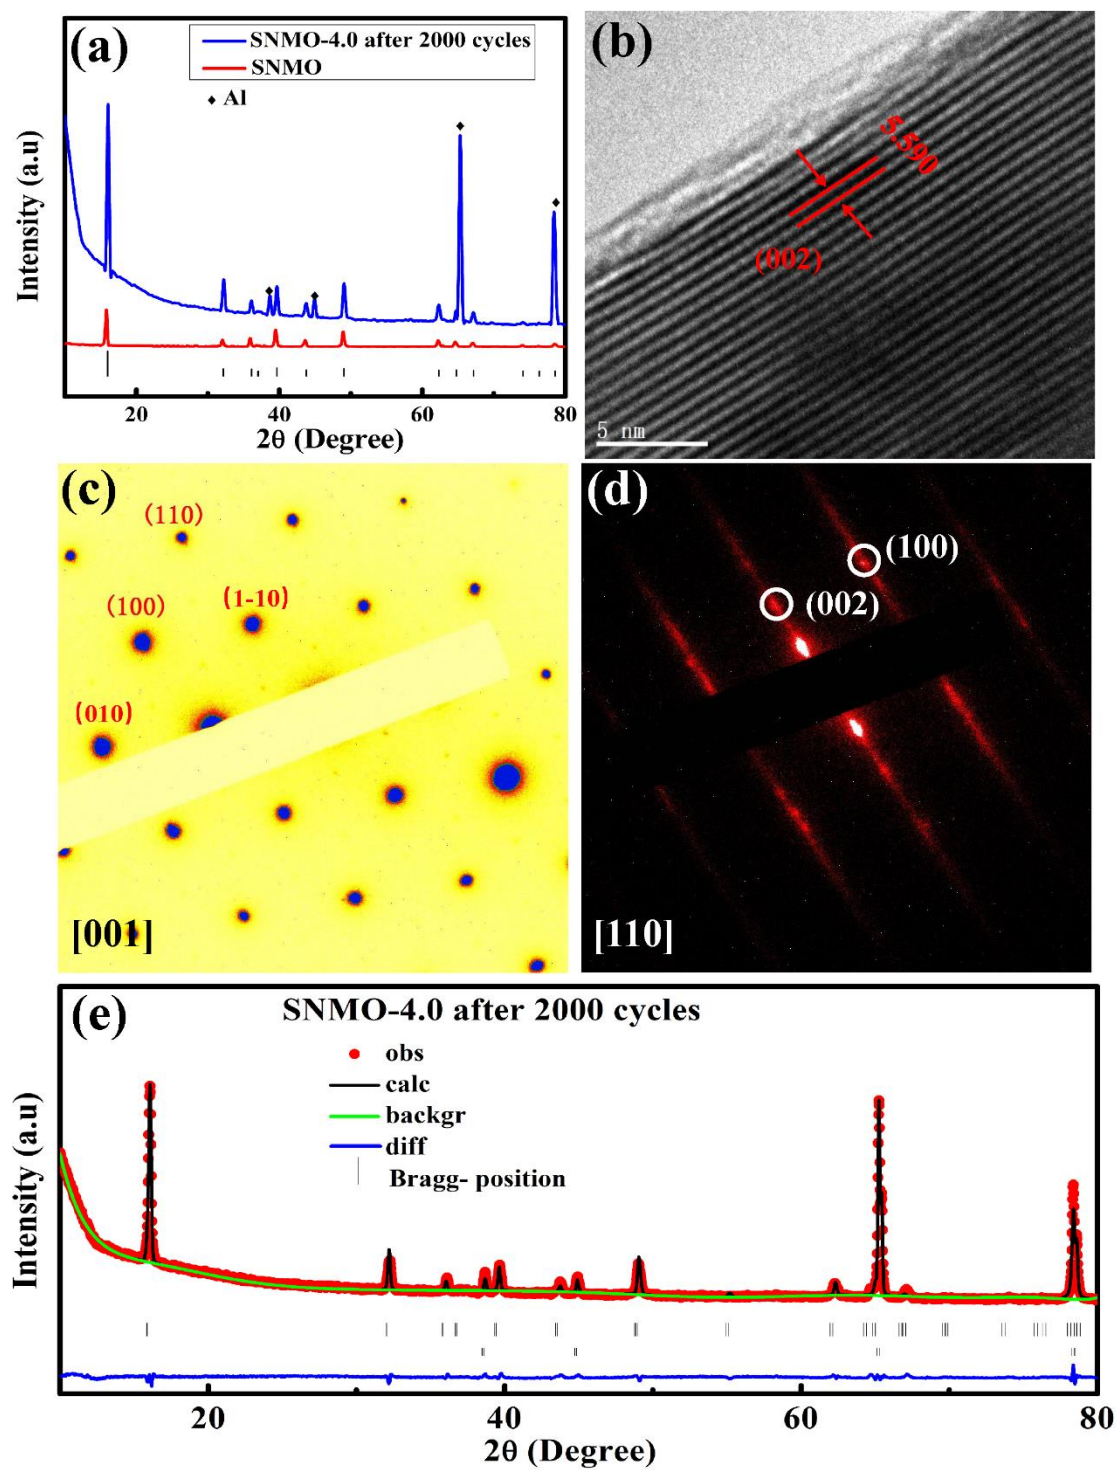 (a)
SNMO-4.0 after 2000 cycles
SNMO
Al
Intensity (a.u)
20
40
60
80
2θ (Degree)
(b)
5.590
(002)
5 nm
(c)
(110)
(100)
(1-10)
(010)
[001]
(d)
(100)
(002)
[110]
(e)
SNMO-4.0 after 2000 cycles
obs
calc
backgr
diff
Bragg- position
Intensity (a.u)
20
40
60
80
2θ (Degree)